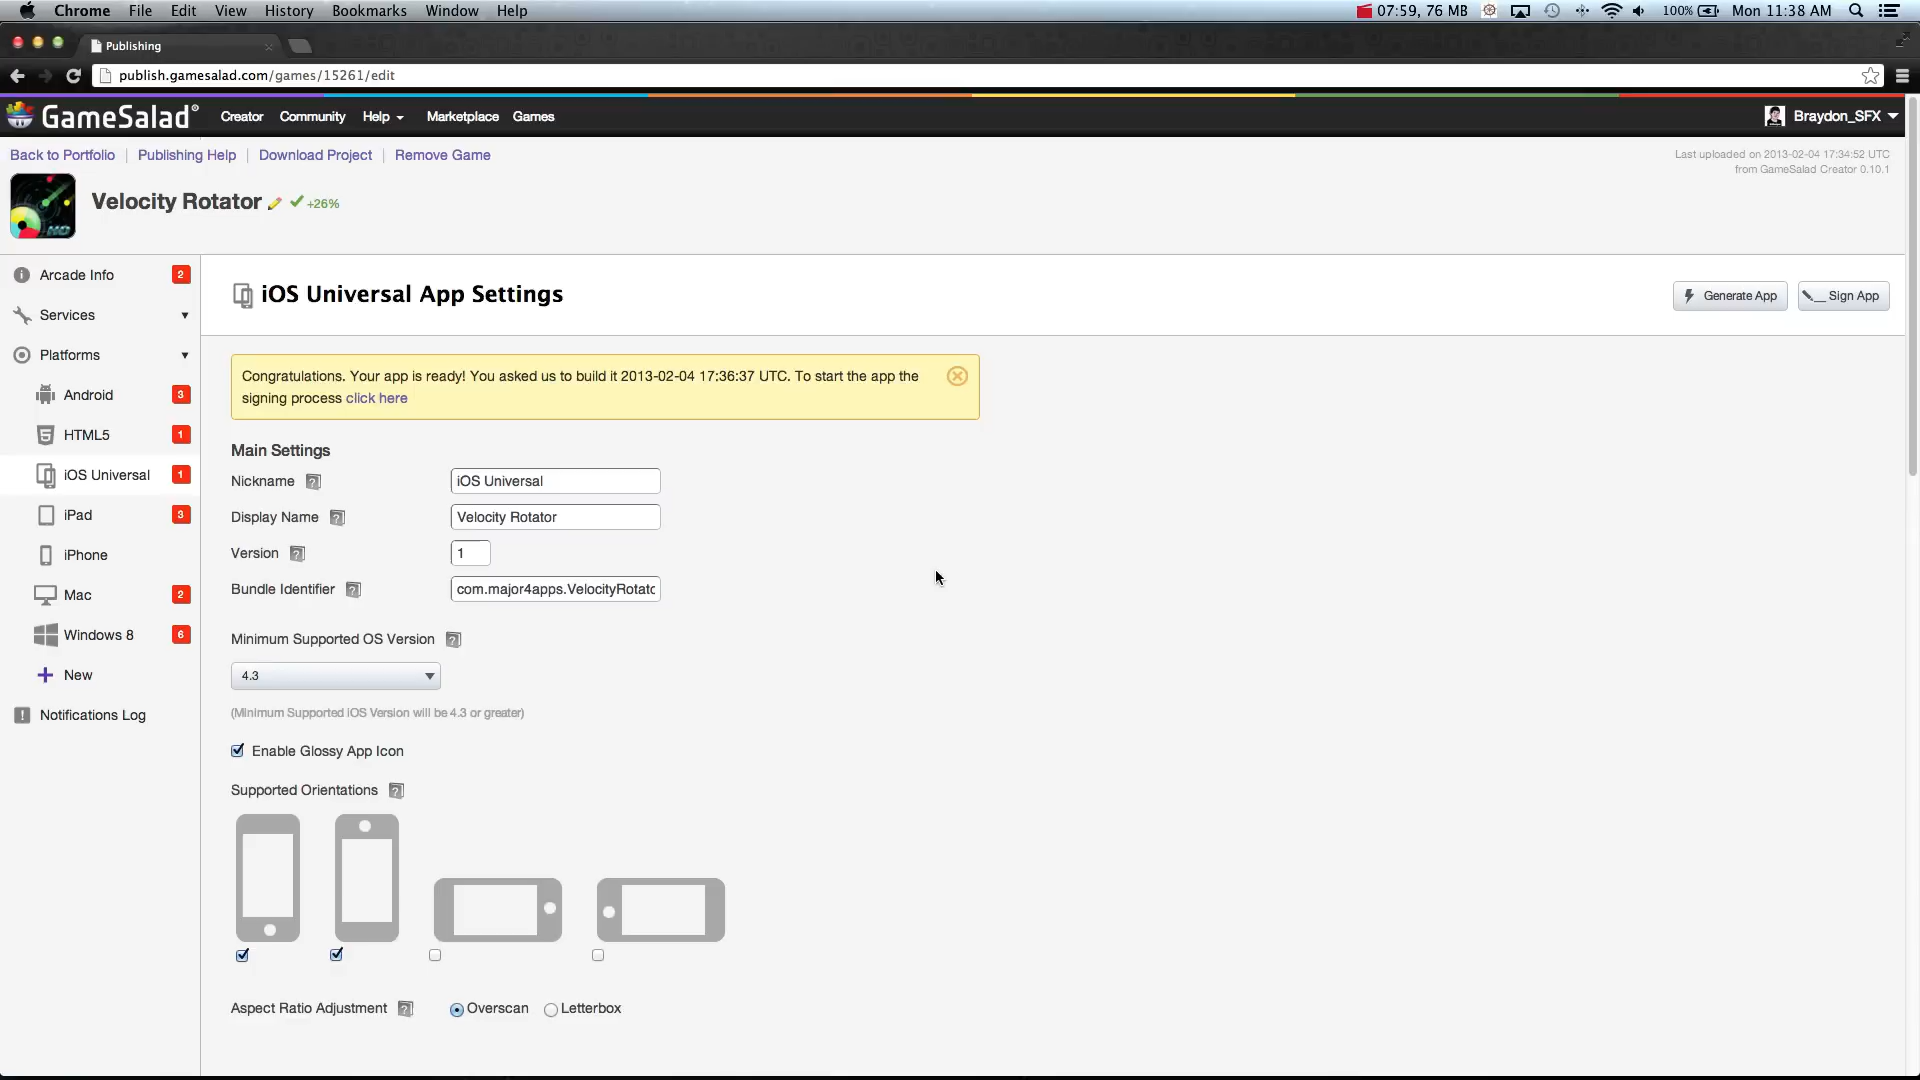 Chrome File Edit View History Bookmarks Window Help 07:59, 76 MB 100% Mon 11:38 AM
Publishing
publish.gamesalad.com/games/15261/edit
GameSalad® Creator Community Help Marketplace Games Braydon_SFX
Back to Portfolio | Publishing Help | Download Project | Remove Game
Last uploaded on 2013-02-04 17:34:52 UTC
from GameSalad Creator 0.10.1
Velocity Rotator +26%
HD
Arcade Info 2
Services
Platforms
Android 3
HTML5 1
iOS Universal 1
iPad 3
iPhone
Mac 2
Windows 8 6
New
Notifications Log
iOS Universal App Settings
Generate App Sign App
Congratulations. Your app is ready! You asked us to build it 2013-02-04 17:36:37 UTC. To start the app the
signing process click here
Main Settings
Nickname ? iOS Universal
Display Name ? Velocity Rotator
Version ? 1
Bundle Identifier ? com.major4apps.VelocityRotato
Minimum Supported OS Version ?
4.3
(Minimum Supported iOS Version will be 4.3 or greater)
Enable Glossy App Icon
Supported Orientations ?
Aspect Ratio Adjustment ? Overscan Letterbox